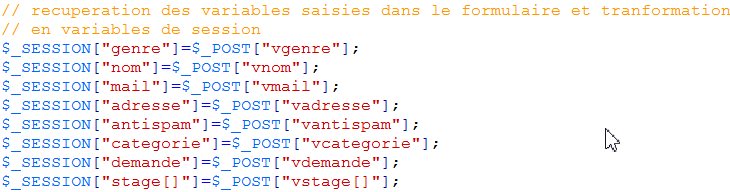 // recuperation des variables saisies dans le formulaire et tranformation
// en variables de session
$_SESSION["genre"]=$_POST["vgenre"];
$_SESSION["nom"]=$_POST["vnom"];
$_SESSION["mail"]=$_POST["vmail"];
$_SESSION["adresse"]=$_POST["vadresse"];
$_SESSION["antispam"]=$_POST["vantispam"];
$_SESSION["categorie"]=$_POST["vcategorie"];
$_SESSION["demande"]=$_POST["vdemande"];
$_SESSION["stage[]"]=$_POST["vstage[]"];